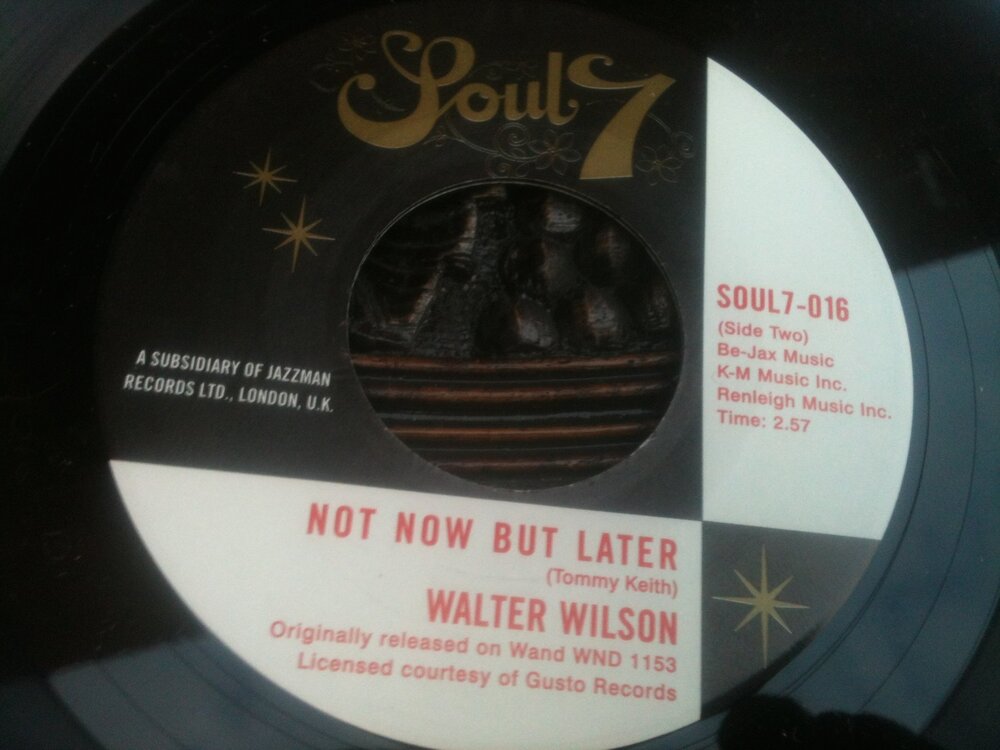 Soul 7
A SUBSIDIARY OF JAZZMAN
RECORDS LTD., LONDON, U.K.
SOUL7-016
(Side Two)
Be-Jax Music
K-M Music Inc.
Renleigh Music Inc.
Time: 2.57
NOT NOW BUT LATER
(Tommy Keith)
WALTER WILSON
Originally released on Wand WND 1153
Licensed courtesy of Gusto Records